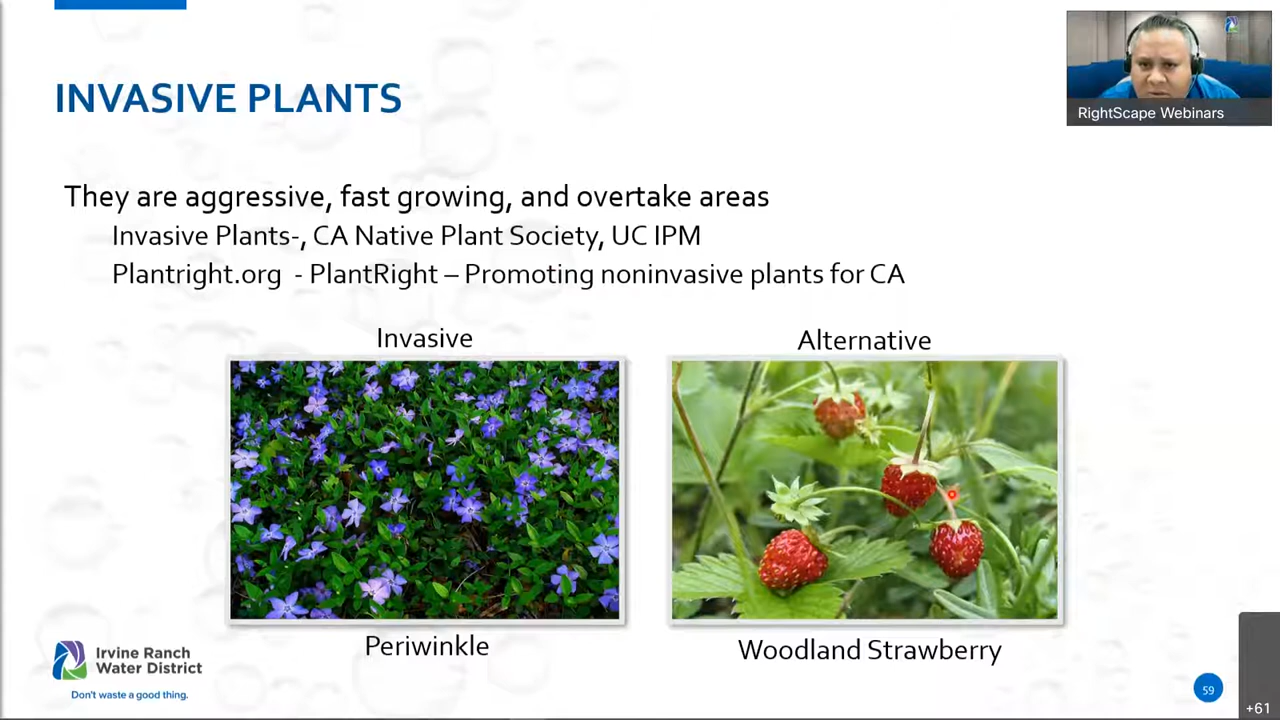 INVASIVE PLANTS
RightScape Webinars
They are aggressive, fast growing, and overtake areas
Invasive Plants-, CA Native Plant Society, UC IPM
Plantright.org - PlantRight – Promoting noninvasive plants for CA
Invasive
Alternative
Periwinkle
Woodland Strawberry
Irvine Ranch
Water District
Don't waste a good thing.
59
+61